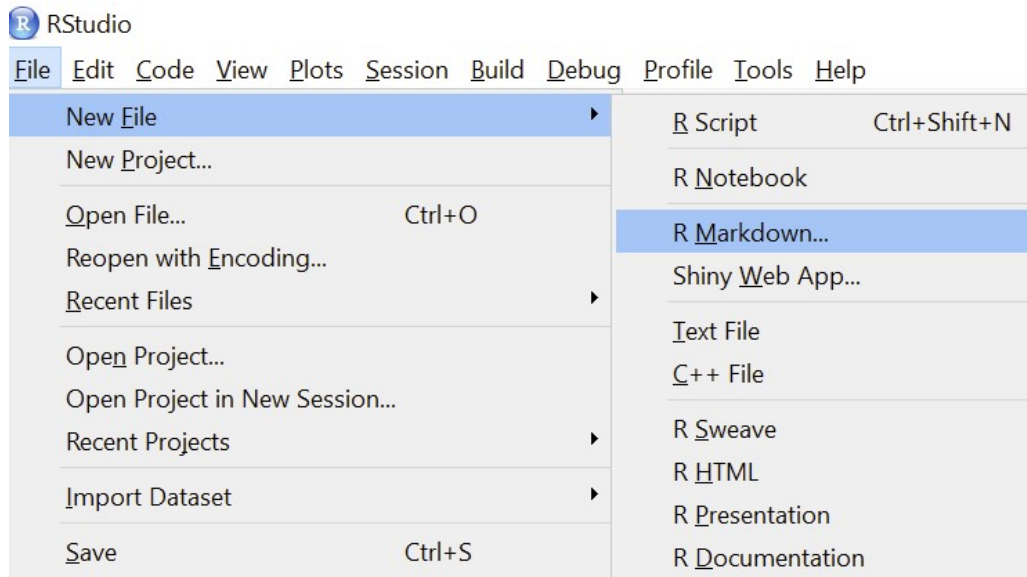 R RStudio
File Edit Code View Plots Session Build Debug Profile Tools Help
New File
New Project...
Open File... Ctrl+O
Reopen with Encoding...
Recent Files
Open Project...
Open Project in New Session...
Recent Projects
Import Dataset
Save Ctrl+S
R Script Ctrl+Shift+N
R Notebook
R Markdown...
Shiny Web App...
Text File
C++ File
R Sweave
R HTML
R Presentation
R Documentation